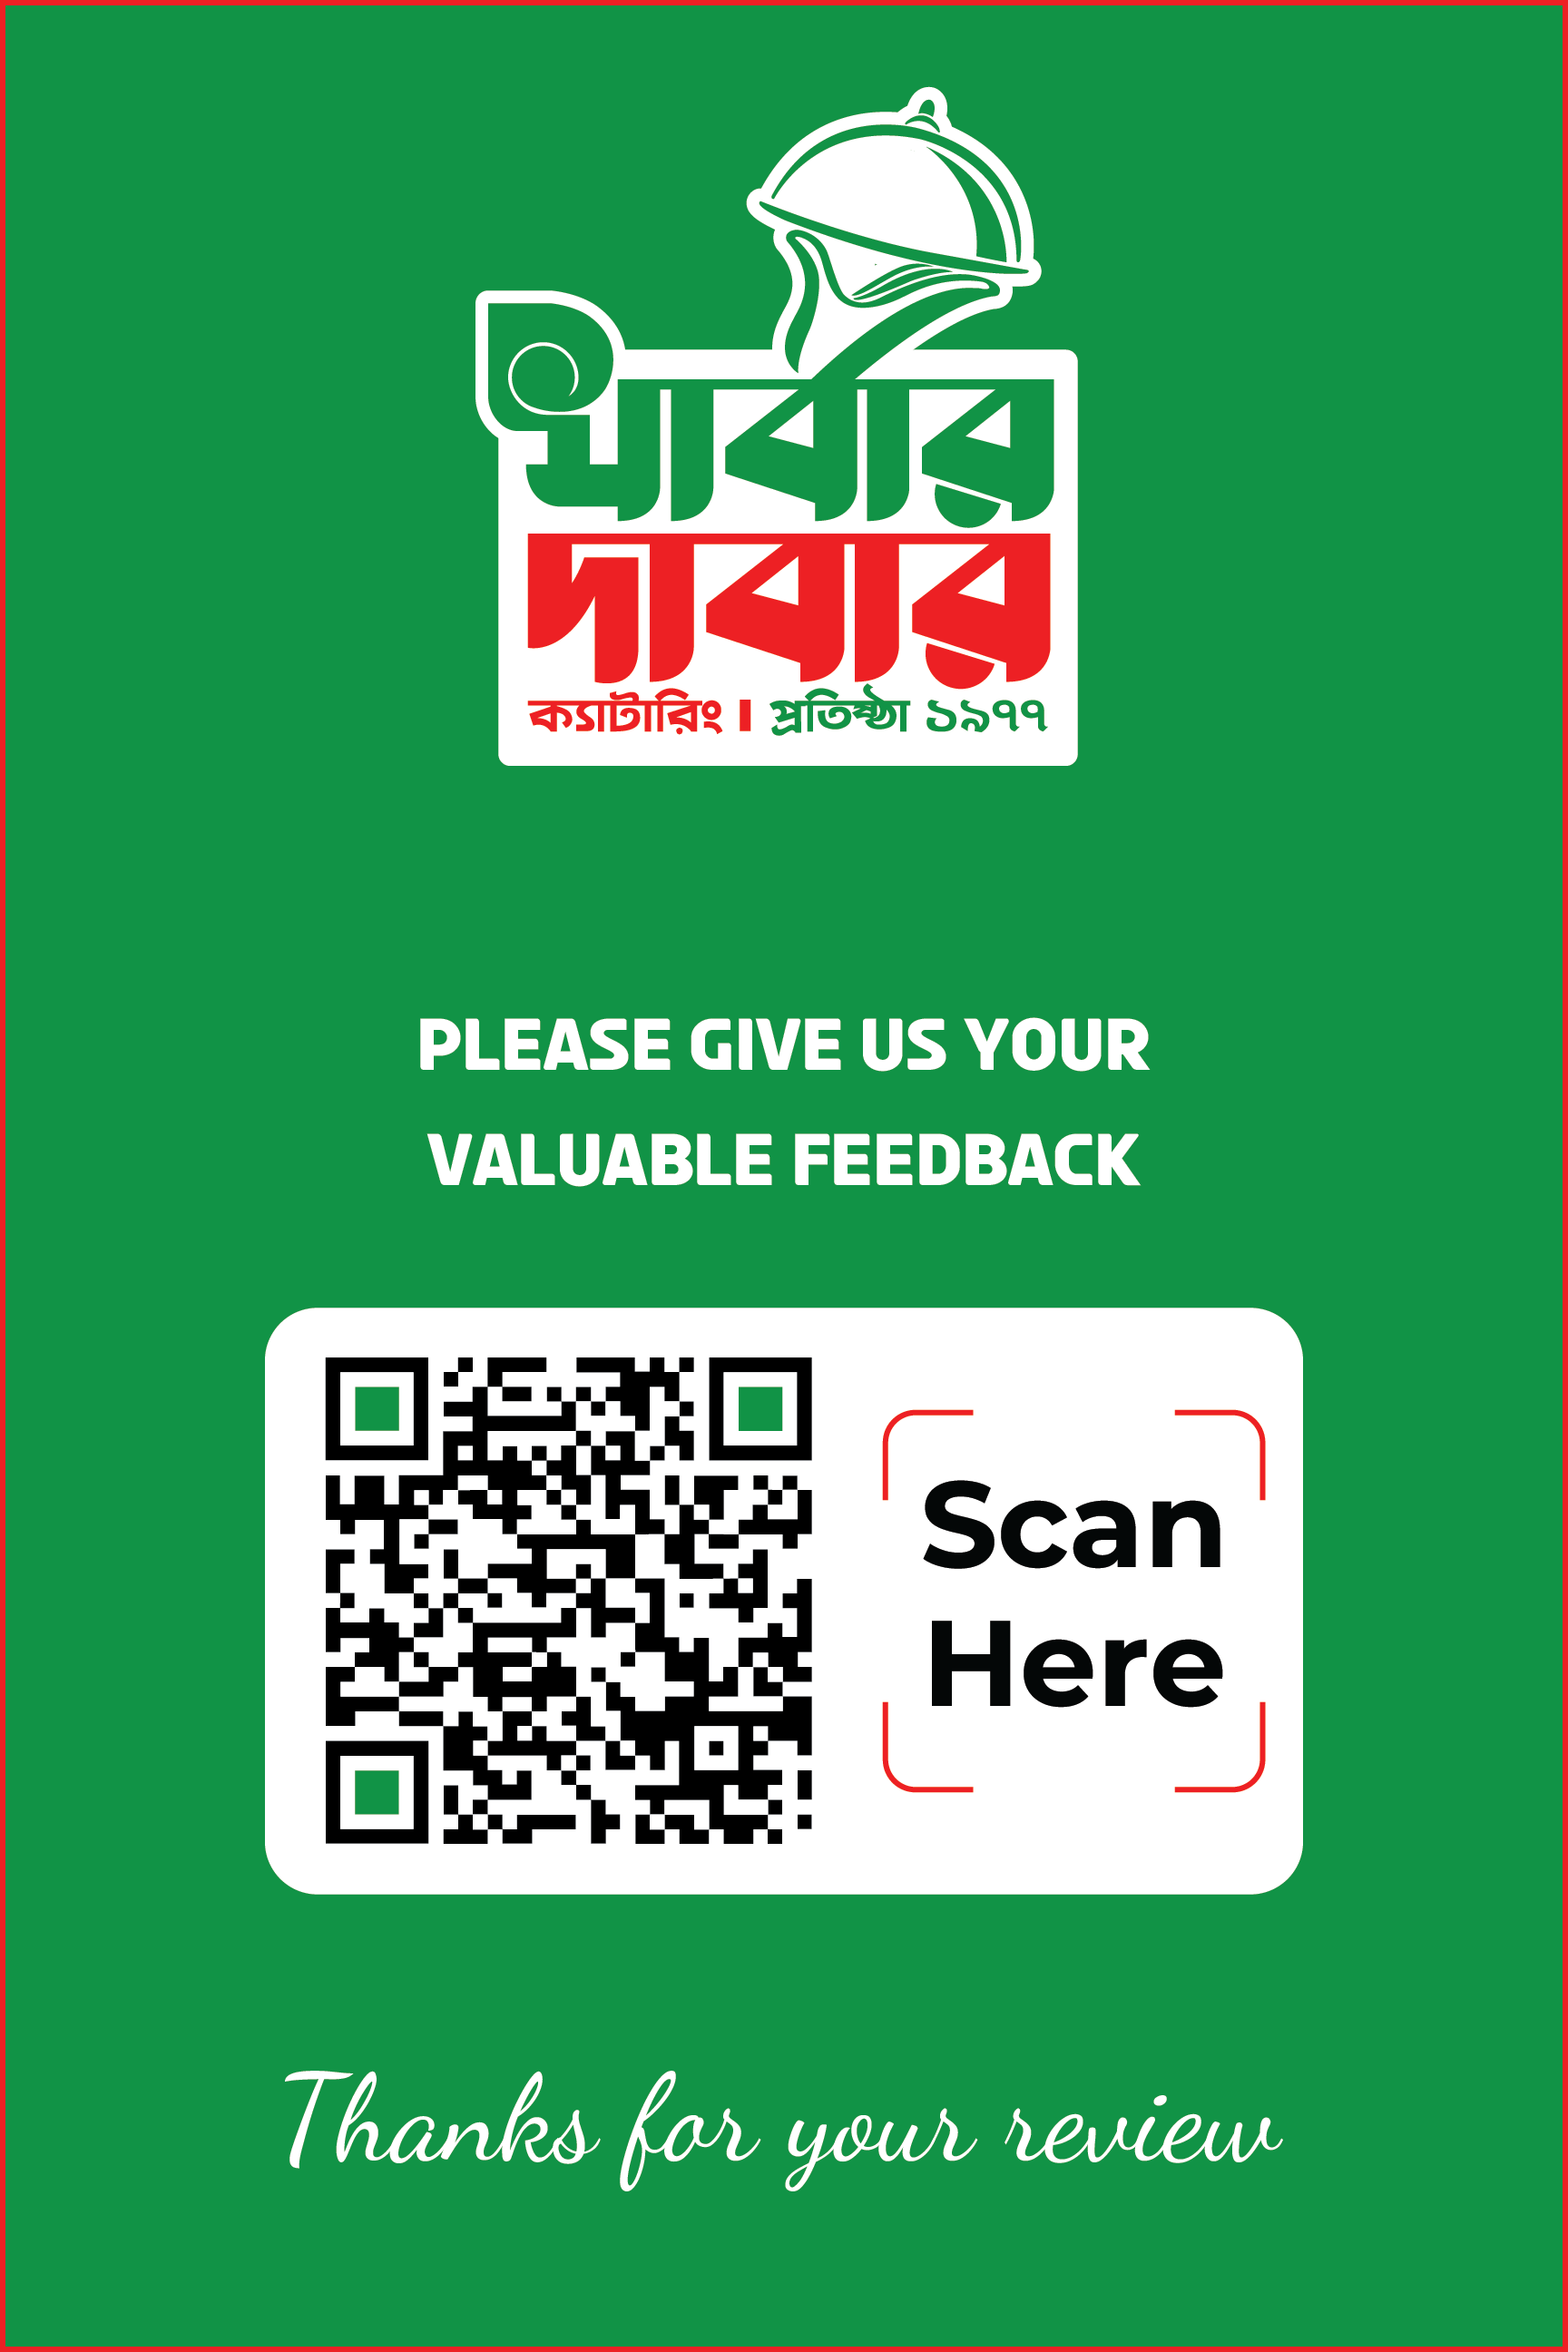 খাবার
দাবার
ক্যাটারিং । প্রতিষ্ঠা ১৯৭৭
PLEASE GIVE US YOUR
VALUABLE FEEDBACK
Scan
Here
Thanks for your review